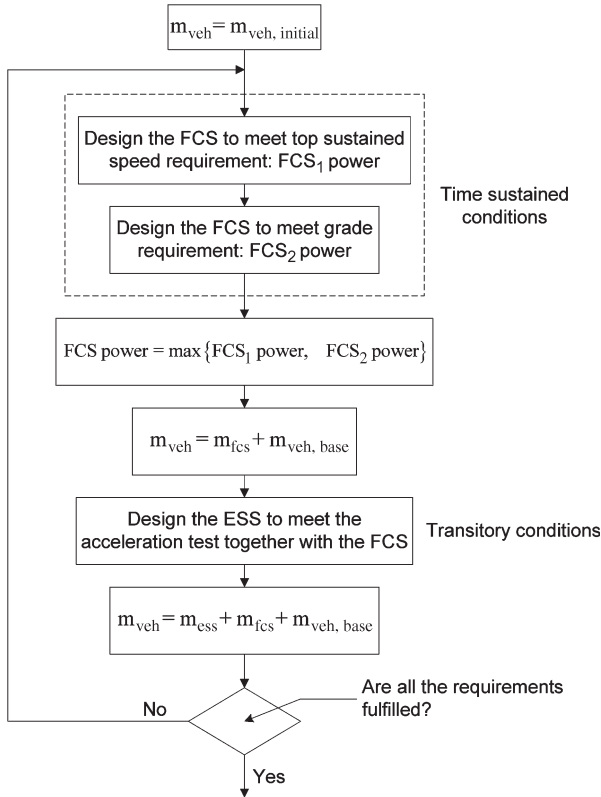 m_veh = m_veh, initial
Design the FCS to meet top sustained
speed requirement: FCS₁ power
Time sustained
conditions
Design the FCS to meet grade
requirement: FCS₂ power
FCS power = max{FCS₁ power, FCS₂ power}
m_veh = m_fcs + m_veh, base
Design the ESS to meet the
acceleration test together with the FCS
Transitory conditions
m_veh = m_ess + m_fcs + m_veh, base
Are all the requirements
fulfilled?
No
Yes